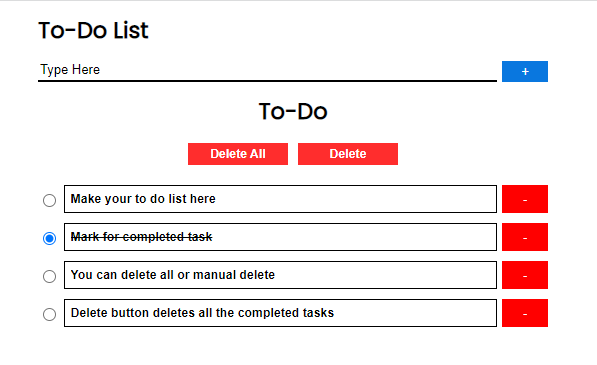 To-Do List
Type Here +
To-Do
Delete All Delete
Make your to do list here -
Mark for completed task -
You can delete all or manual delete -
Delete button deletes all the completed tasks -